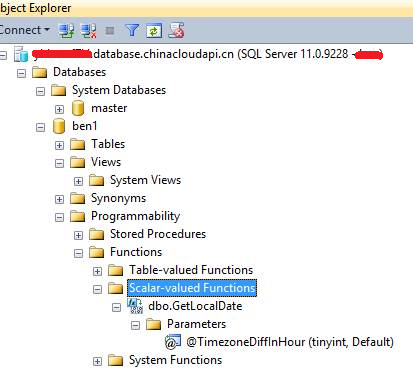 bject Explorer
Connect
database.chinacloudapi.cn (SQL Server 11.0.9228 -
Databases
System Databases
master
ben1
Tables
Views
System Views
Synonyms
Programmability
Stored Procedures
Functions
Table-valued Functions
Scalar-valued Functions
dbo.GetLocalDate
Parameters
@TimezoneDiffInHour (tinyint, Default)
System Functions